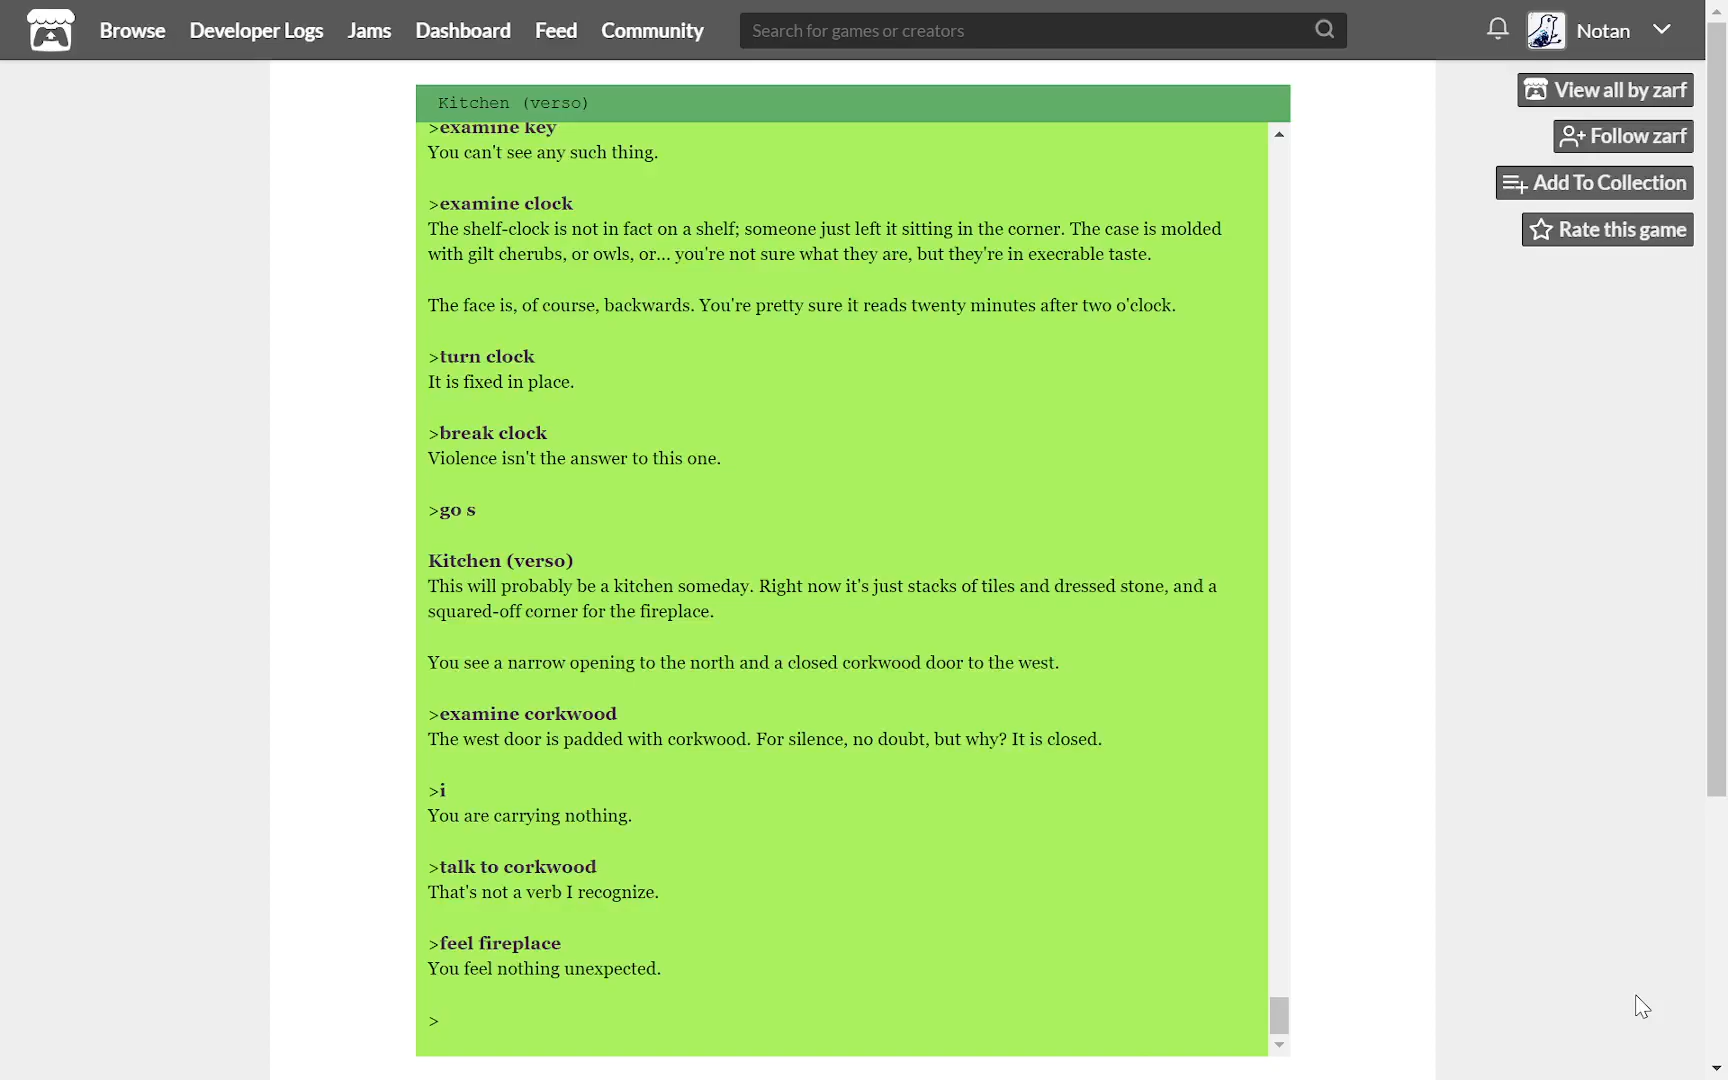 Browse Developer Logs Jams Dashboard Feed Community Search for games or creators Notan
View all by zarf
Follow zarf
Add To Collection
Rate this game
Kitchen (verso)
>examine key
You can't see any such thing.
>examine clock
The shelf-clock is not in fact on a shelf; someone just left it sitting in the corner. The case is molded
with gilt cherubs, or owls, or... you're not sure what they are, but they're in execrable taste.
The face is, of course, backwards. You're pretty sure it reads twenty minutes after two o'clock.
>turn clock
It is fixed in place.
>break clock
Violence isn't the answer to this one.
>go s
Kitchen (verso)
This will probably be a kitchen someday. Right now it's just stacks of tiles and dressed stone, and a
squared-off corner for the fireplace.
You see a narrow opening to the north and a closed corkwood door to the west.
>examine corkwood
The west door is padded with corkwood. For silence, no doubt, but why? It is closed.
>i
You are carrying nothing.
>talk to corkwood
That's not a verb I recognize.
>feel fireplace
You feel nothing unexpected.
>